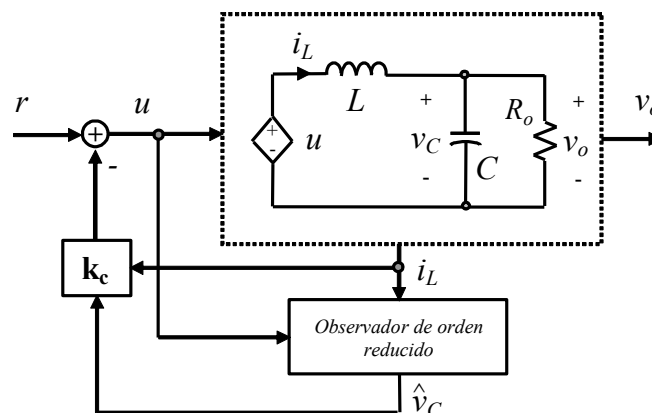 i_L
L
r
u
+
-
+
-
u
+
v_C
-
C
R_o
+
v_o
-
v_o
-
k_c
i_L
Observador de orden
reducido
v̂_C